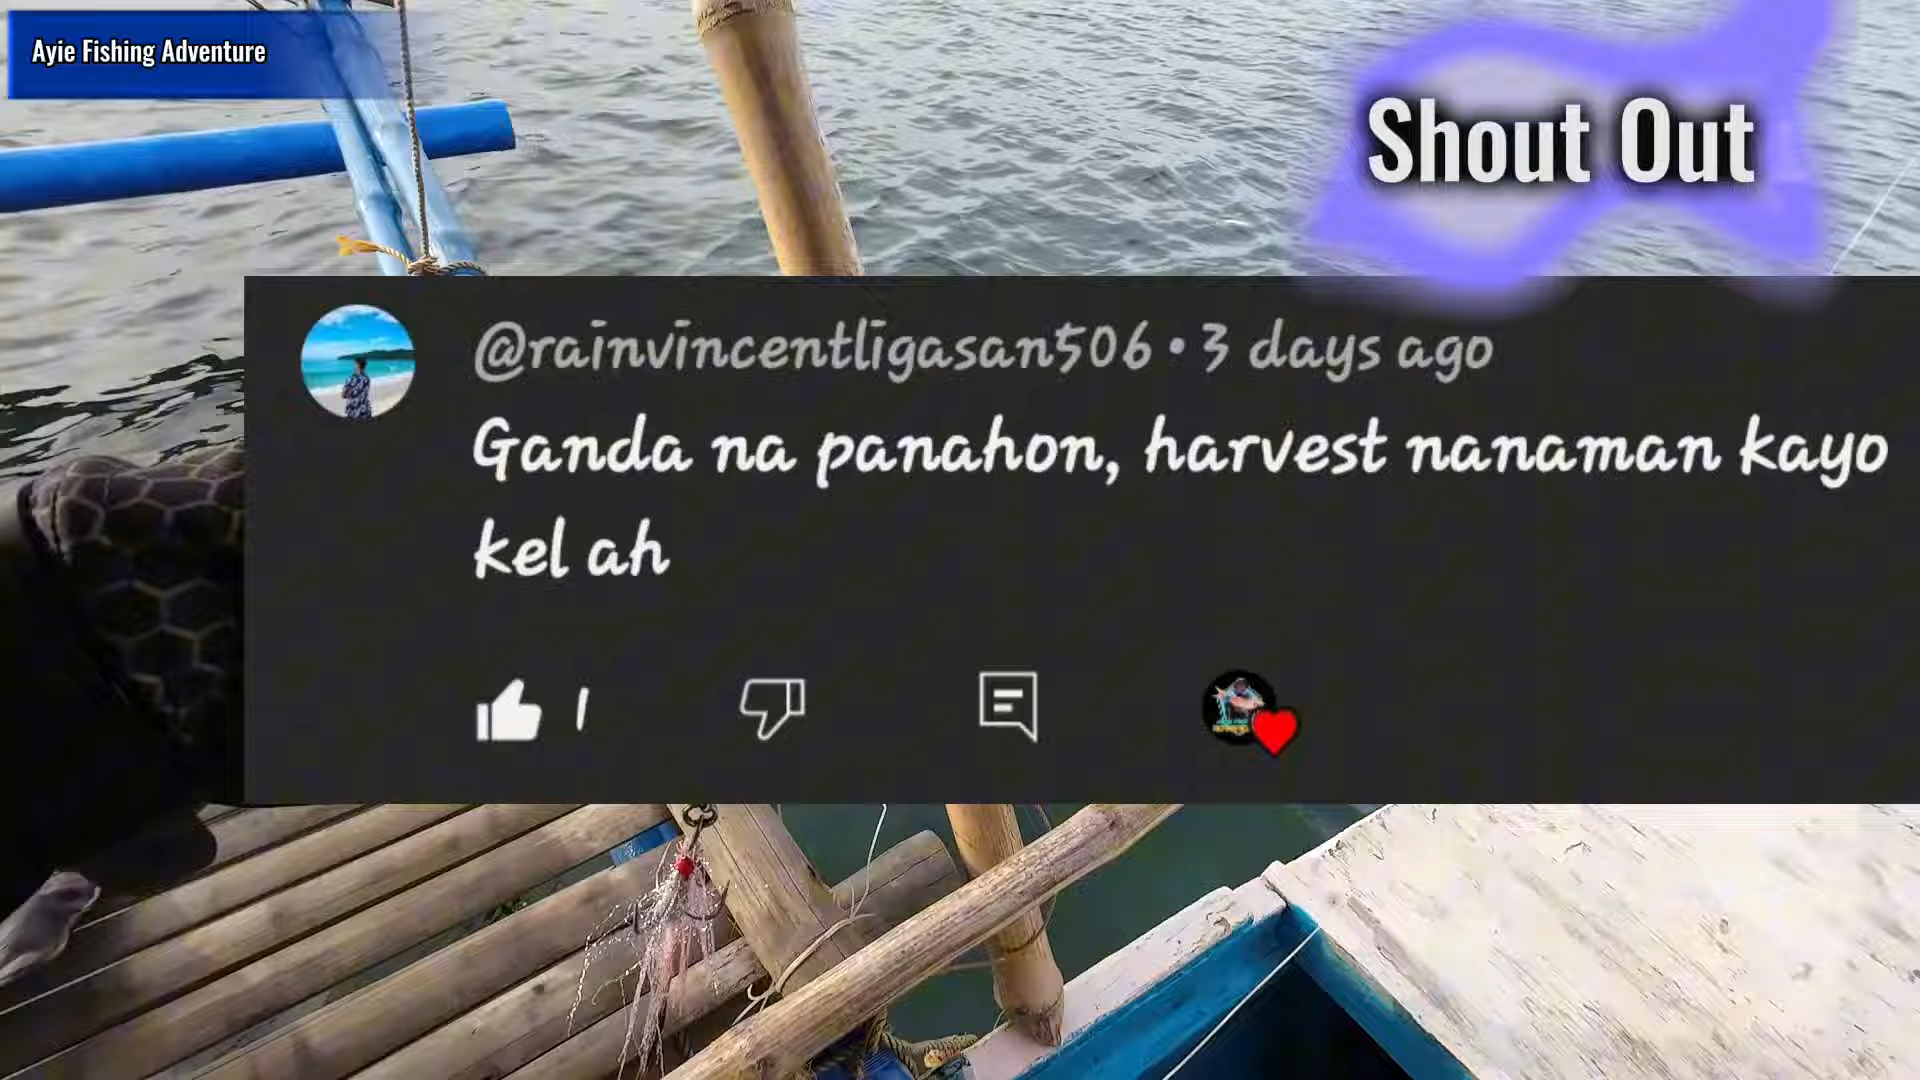 Ayie Fishing Adventure
Shout Out
@rainvincentligasan506 • 3 days ago
Ganda na panahon, harvest nanaman kayo
kel ah
1